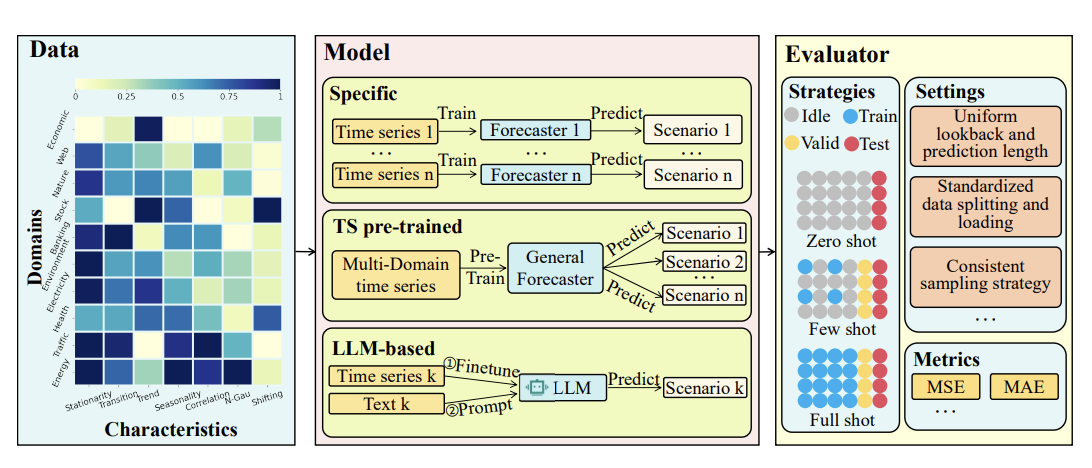 Data
0
0.25
0.5
0.75
1
Domains
Economic
Web
Nature
Stock
Banking
Environment
Electricity
Health
Traffic
Energy
Stationarity
Transition
Trend
Seasonality
Correlation
N-Gau
Shifting
Characteristics
Model
Specific
Time series 1
Train
Forecaster 1
Predict
Scenario 1
...
...
...
Time series n
Train
Forecaster n
Predict
Scenario n
TS pre-trained
Multi-Domain
time series
Pre-
Train
General
Forecaster
Predict
Predict
Scenario 1
Scenario 2
...
Scenario n
LLM-based
Time series k
①Finetune
Text k
②Prompt
LLM
Predict
Scenario k
Evaluator
Strategies
Idle
Train
Valid
Test
Zero shot
Few shot
Full shot
Settings
Uniform
lookback and
prediction length
Standardized
data splitting and
loading
Consistent
sampling strategy
...
Metrics
MSE
MAE
...